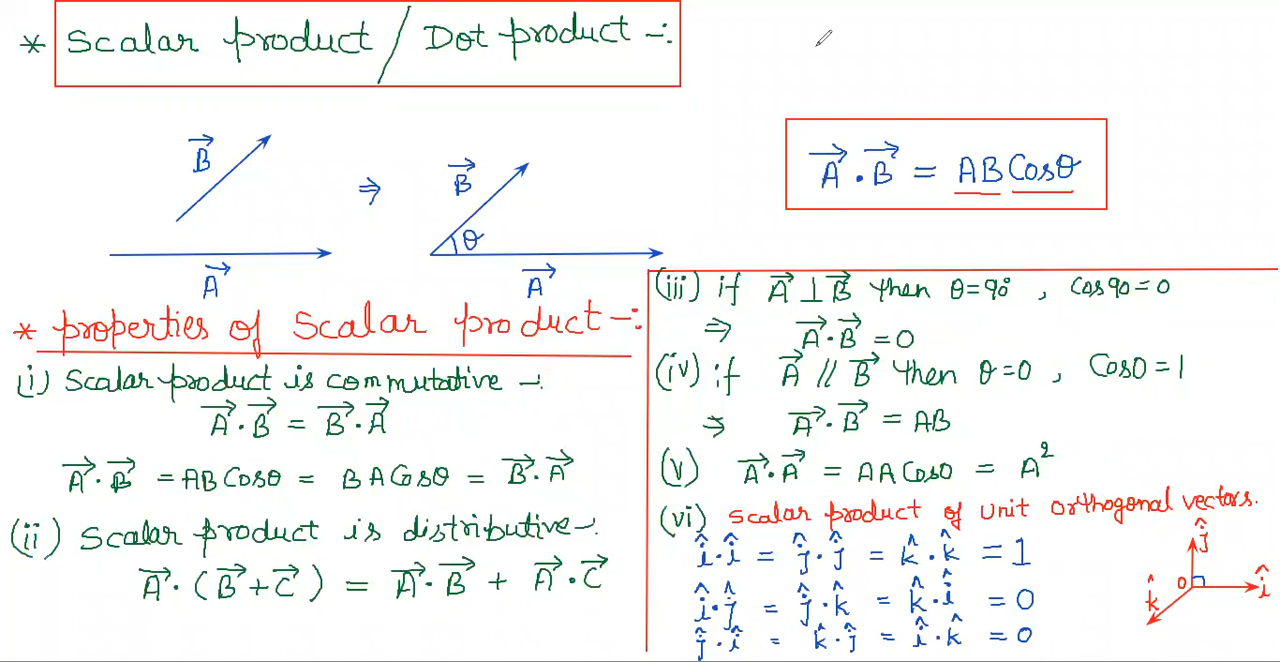 * Scalar product / Dot product -:
B⃗
A⃗
⇒
B⃗
θ
A⃗
A⃗ . B⃗ = AB Cosθ
* properties of Scalar product -:
(i) Scalar product is commutative -.
A⃗ . B⃗ = B⃗ . A⃗
A⃗ . B⃗ = AB Cosθ = BA Cosθ = B⃗ . A⃗
(ii) Scalar product is distributive -.
A⃗ . (B⃗ + C⃗) = A⃗ . B⃗ + A⃗ . C⃗
(iii) if A⃗ ⊥ B⃗ then θ=90° , Cos90=0
⇒ A⃗ . B⃗ = 0
(iv) if A⃗ // B⃗ then θ=0 , Cos0=1
⇒ A⃗ . B⃗ = AB
(v) A⃗ . A⃗ = AA Cos0 = A²
(vi) Scalar product of Unit orthogonal vectors.
î . î = ĵ . ĵ = k̂ . k̂ = 1
î . ĵ = ĵ . k̂ = k̂ . î = 0
ĵ . î = k̂ . ĵ = î . k̂ = 0
ĵ
k̂
0
î